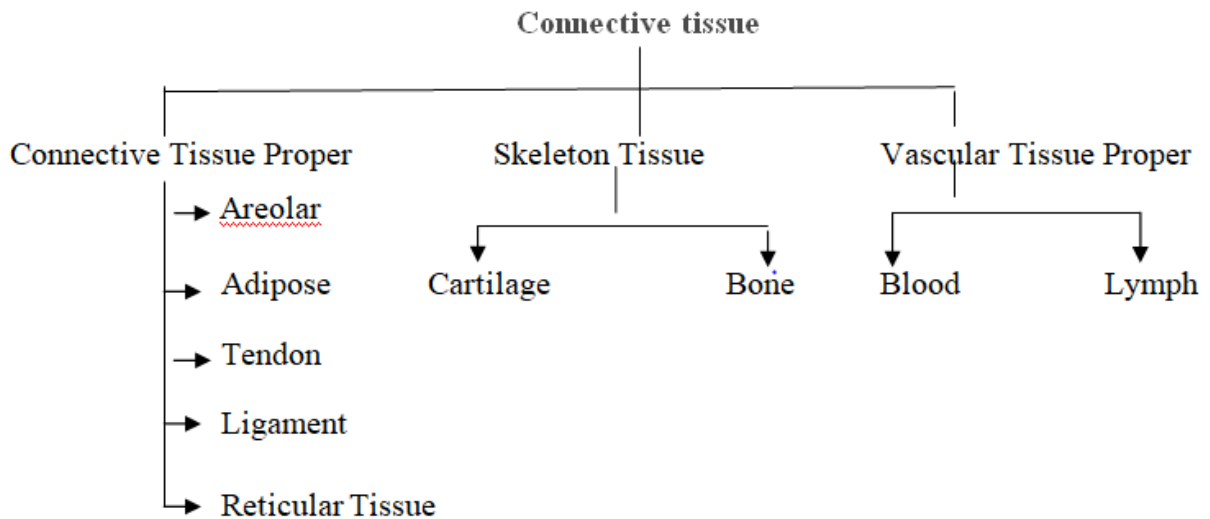 Connective tissue
Connective Tissue Proper Skeleton Tissue Vascular Tissue Proper
Areolar
Adipose Cartilage Bone Blood Lymph
Tendon
Ligament
Reticular Tissue